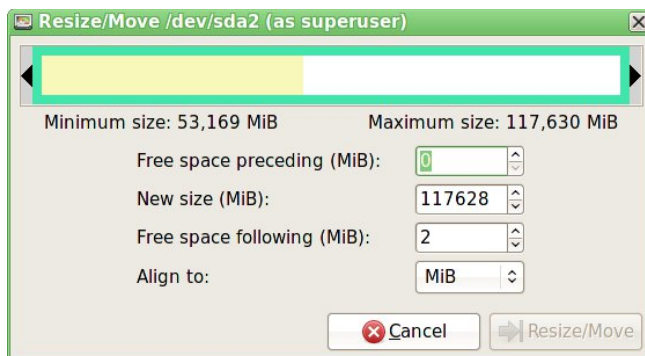 Resize/Move /dev/sda2 (as superuser)
Minimum size: 53,169 MiB Maximum size: 117,630 MiB
Free space preceding (MiB): 0
New size (MiB): 117628
Free space following (MiB): 2
Align to: MiB
Cancel Resize/Move